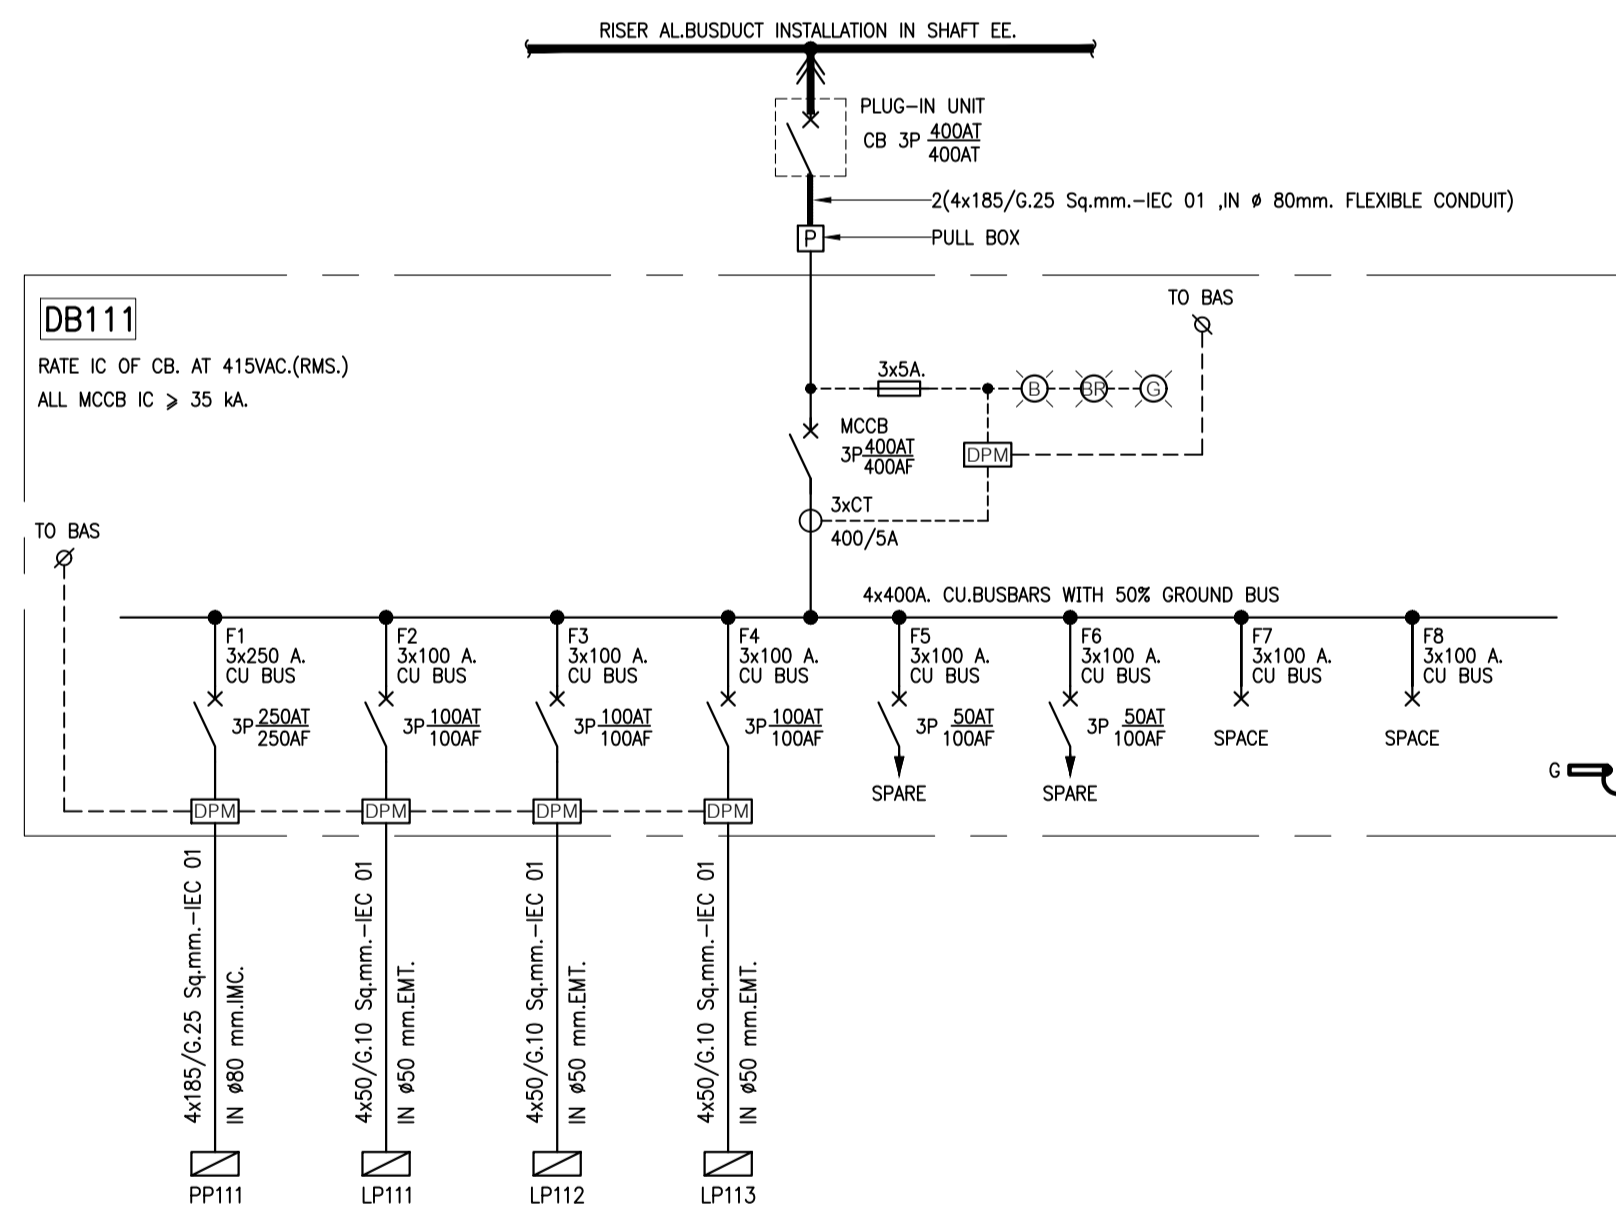 RISER AL.BUSDUCT INSTALLATION IN SHAFT EE.
PLUG-IN UNIT
CB 3P 400AT
400AT
2(4x185/G.25 Sq.mm.-IEC 01 ,IN ø 80mm. FLEXIBLE CONDUIT)
P
PULL BOX
DB111
RATE IC OF CB. AT 415VAC.(RMS.)
ALL MCCB IC ⩾ 35 kA.
TO BAS
3x5A.
B
BR
G
MCCB
3P 400AT
400AF
DPM
3xCT
400/5A
TO BAS
4x400A. CU.BUSBARS WITH 50% GROUND BUS
F1
3x250 A.
CU BUS
3P 250AT
250AF
F2
3x100 A.
CU BUS
3P 100AT
100AF
F3
3x100 A.
CU BUS
3P 100AT
100AF
F4
3x100 A.
CU BUS
3P 100AT
100AF
F5
3x100 A.
CU BUS
3P 50AT
100AF
SPARE
F6
3x100 A.
CU BUS
3P 50AT
100AF
SPARE
F7
3x100 A.
CU BUS
SPACE
F8
3x100 A.
CU BUS
SPACE
G
DPM
DPM
DPM
DPM
4x185/G.25 Sq.mm.-IEC 01
IN ø80 mm.IMC.
4x50/G.10 Sq.mm.-IEC 01
IN ø50 mm.EMT.
4x50/G.10 Sq.mm.-IEC 01
IN ø50 mm.EMT.
4x50/G.10 Sq.mm.-IEC 01
IN ø50 mm.EMT.
PP111
LP111
LP112
LP113